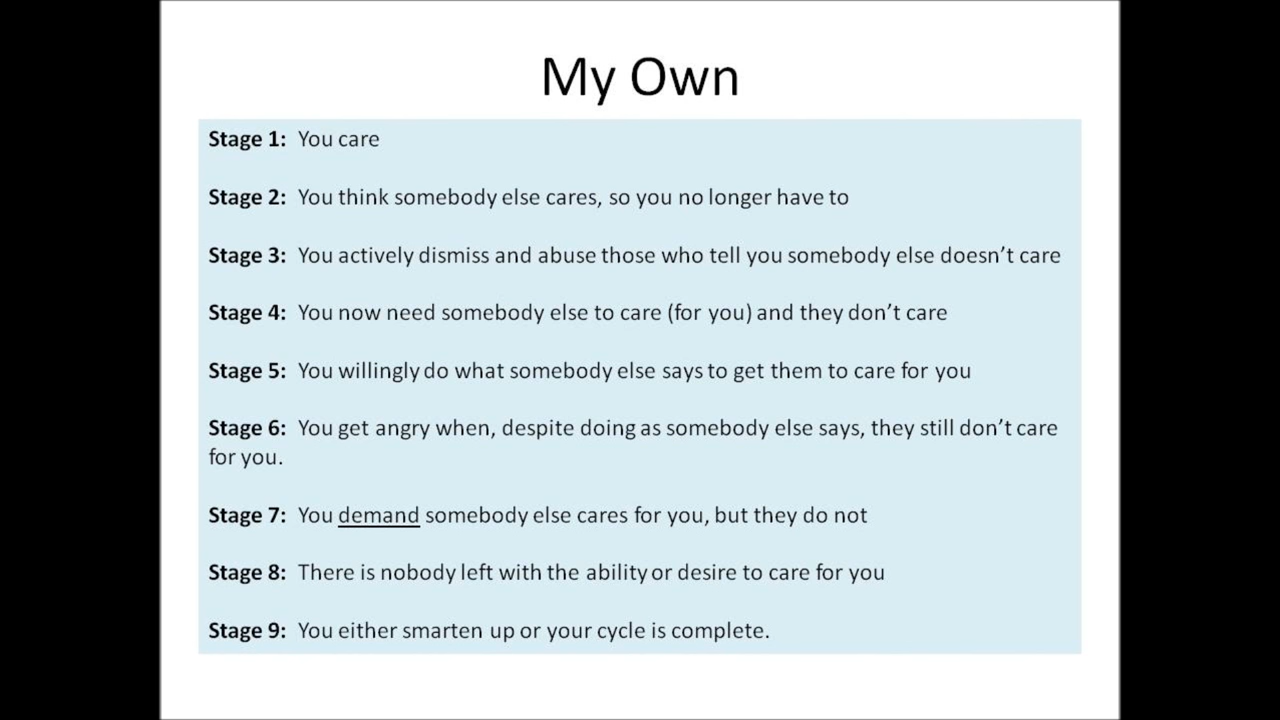 My Own
Stage 1: You care
Stage 2: You think somebody else cares, so you no longer have to
Stage 3: You actively dismiss and abuse those who tell you somebody else doesn’t care
Stage 4: You now need somebody else to care (for you) and they don’t care
Stage 5: You willingly do what somebody else says to get them to care for you
Stage 6: You get angry when, despite doing as somebody else says, they still don’t care
for you.
Stage 7: You demand somebody else cares for you, but they do not
Stage 8: There is nobody left with the ability or desire to care for you
Stage 9: You either smarten up or your cycle is complete.